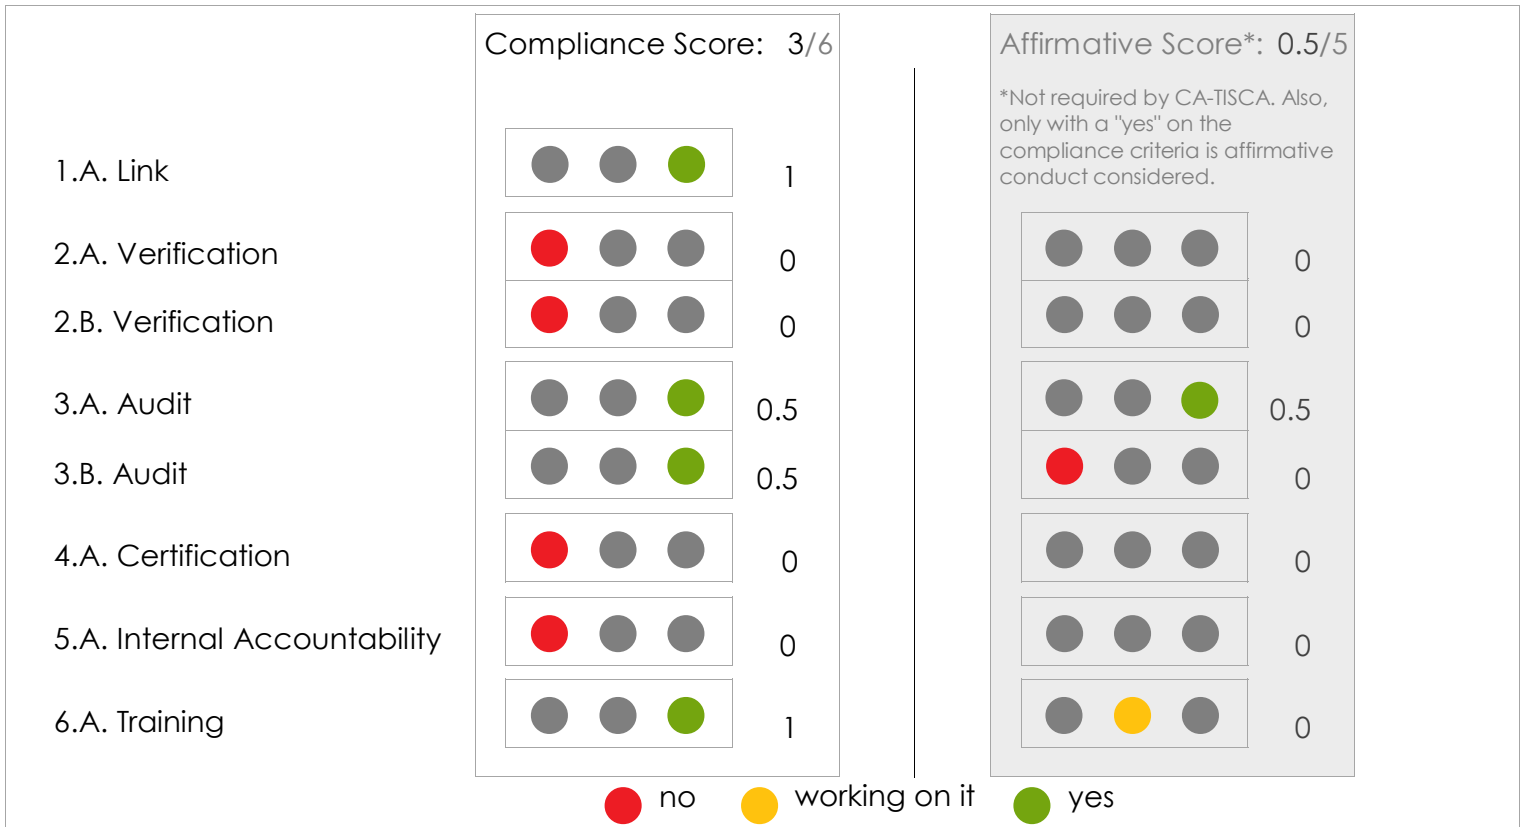 Compliance Score: 3/6
Affirmative Score*: 0.5/5
*Not required by CA-TISCA. Also,
only with a "yes" on the
compliance criteria is affirmative
conduct considered.
1.A. Link 1
2.A. Verification 0 0
2.B. Verification 0 0
3.A. Audit 0.5 0.5
3.B. Audit 0.5 0
4.A. Certification 0 0
5.A. Internal Accountability 0 0
6.A. Training 1 0
no working on it yes